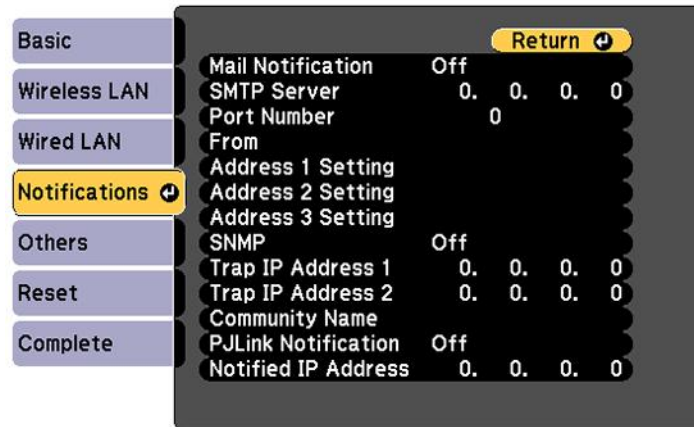 Basic
Wireless LAN
Wired LAN
Notifications
Others
Reset
Complete
Return
Mail Notification Off
SMTP Server 0. 0. 0. 0
Port Number 0
From
Address 1 Setting
Address 2 Setting
Address 3 Setting
SNMP Off
Trap IP Address 1 0. 0. 0. 0
Trap IP Address 2 0. 0. 0. 0
Community Name
PJLink Notification Off
Notified IP Address 0. 0. 0. 0